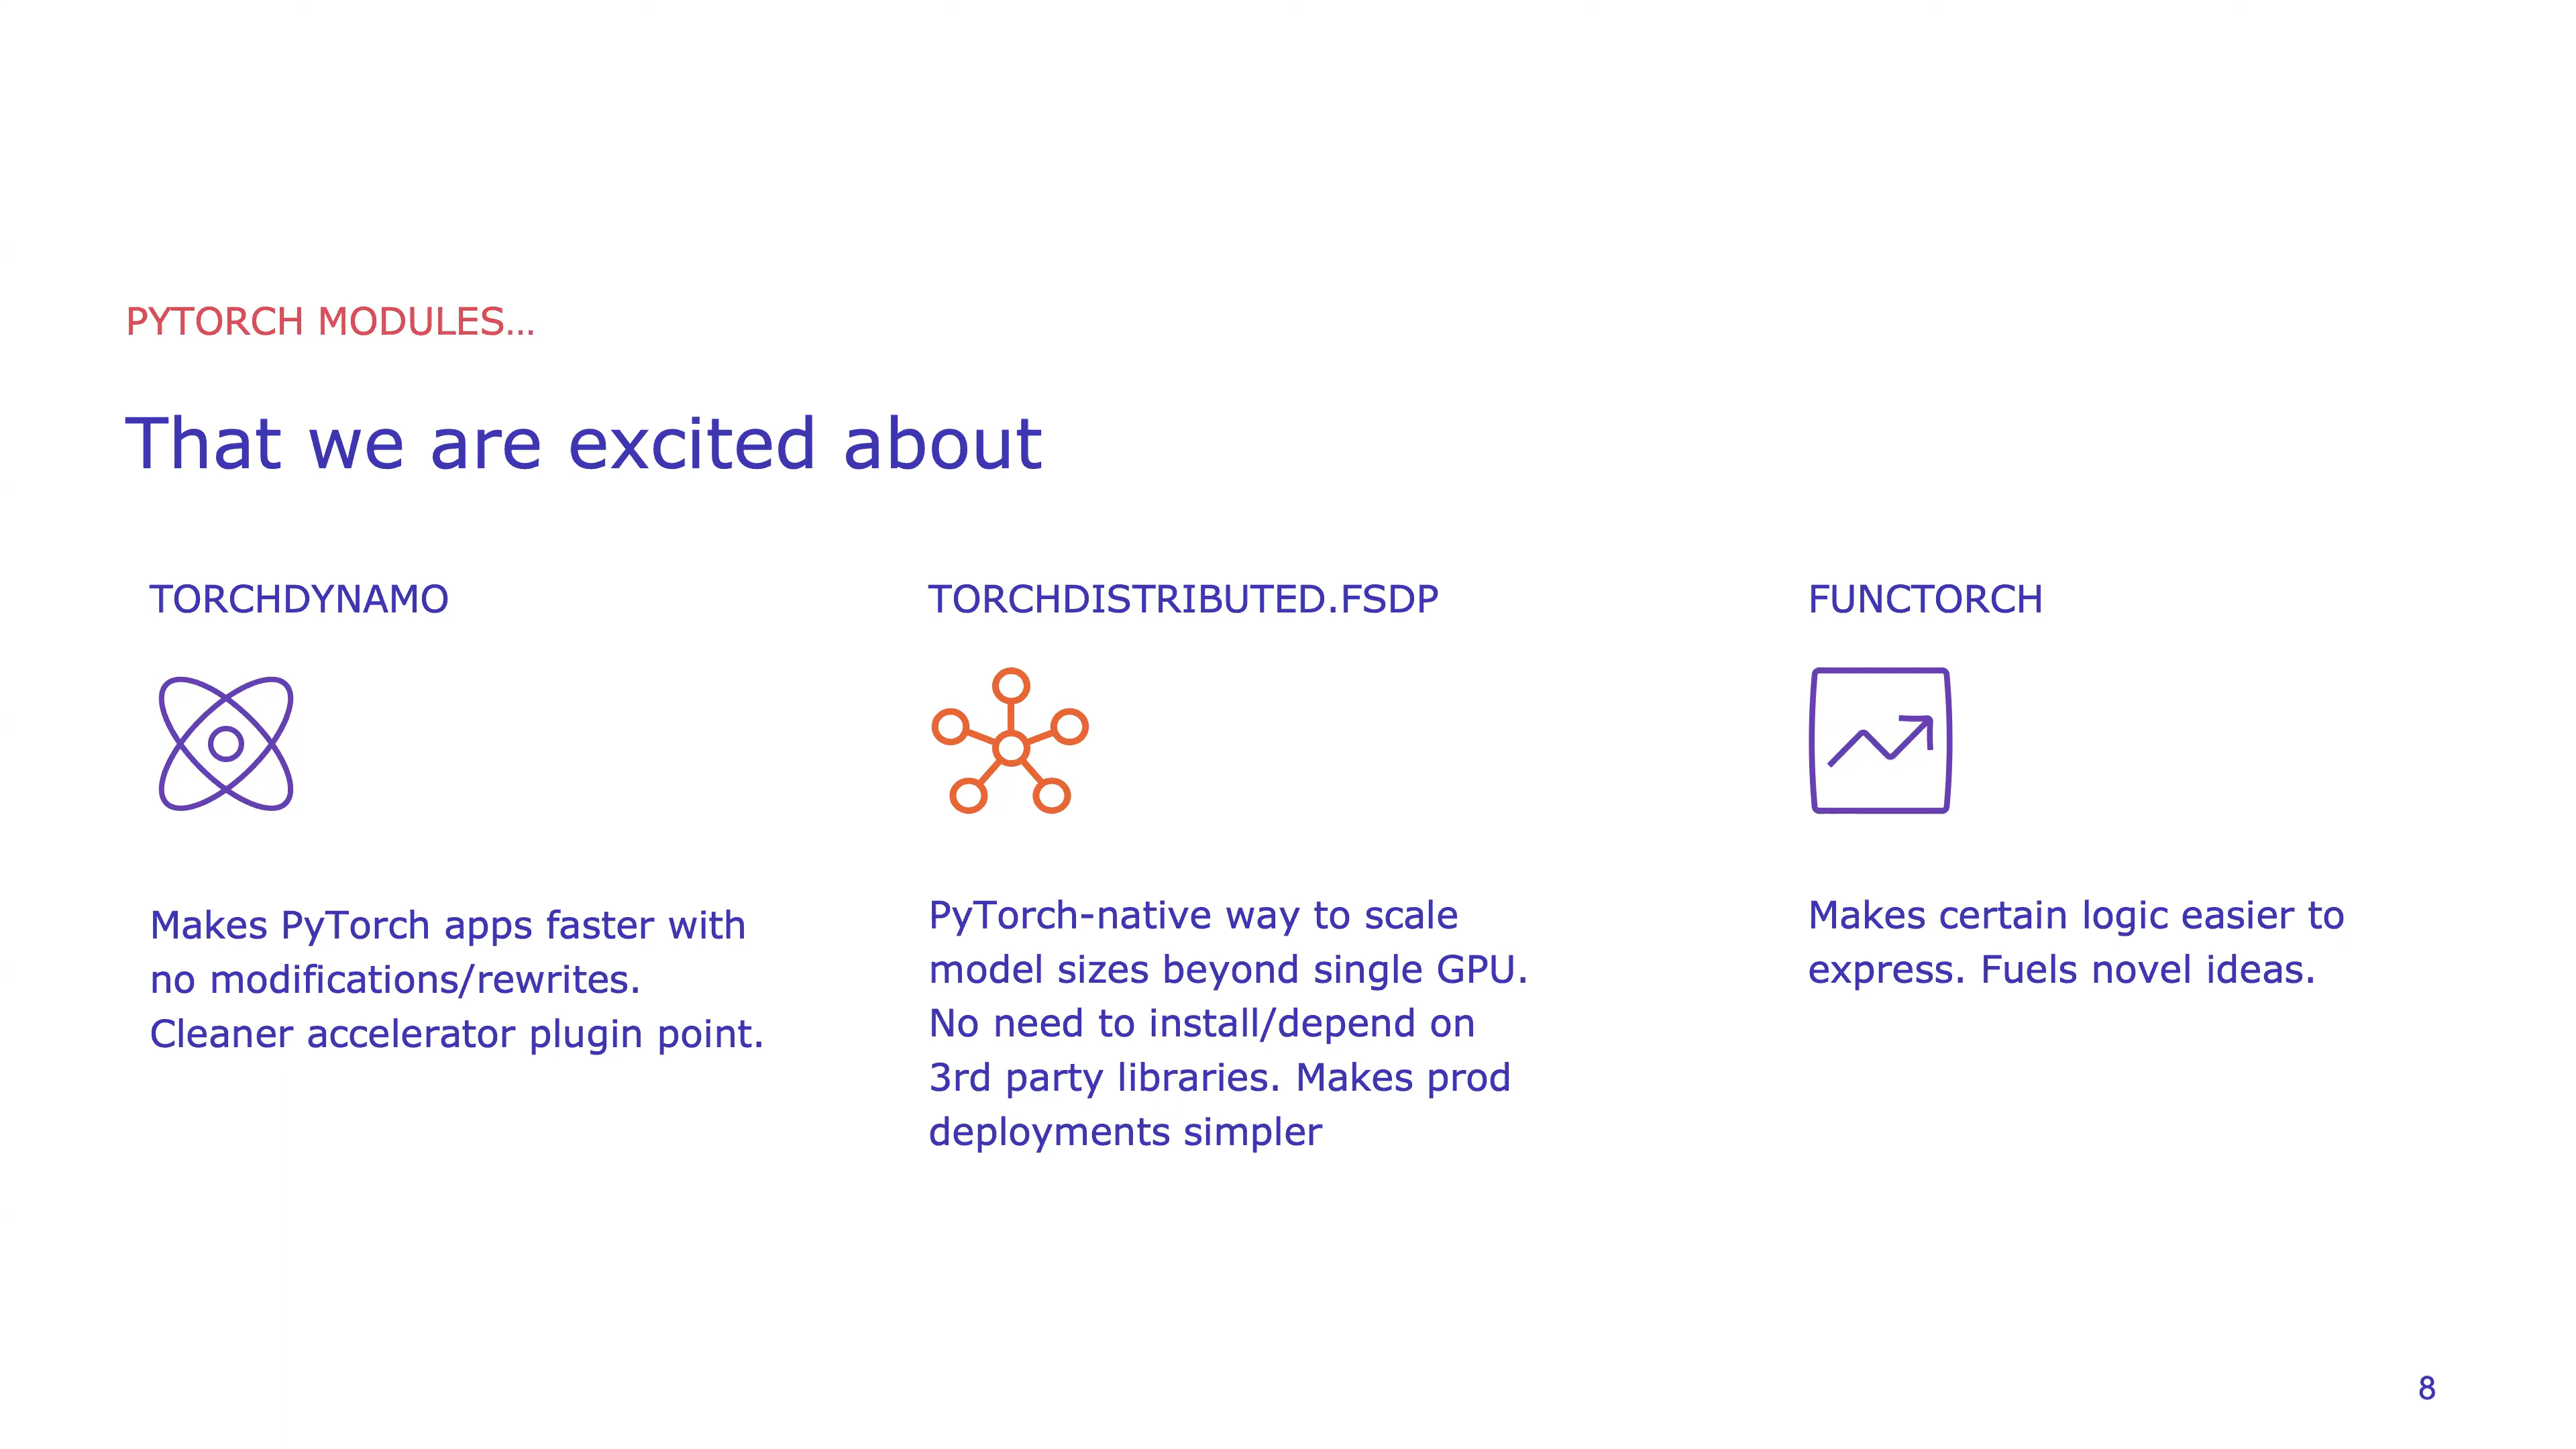 PYTORCH MODULES...
That we are excited about
TORCHDYNAMO
Makes PyTorch apps faster with
no modifications/rewrites.
Cleaner accelerator plugin point.
TORCHDISTRIBUTED.FSDP
PyTorch-native way to scale
model sizes beyond single GPU.
No need to install/depend on
3rd party libraries. Makes prod
deployments simpler
FUNCTORCH
Makes certain logic easier to
express. Fuels novel ideas.
8